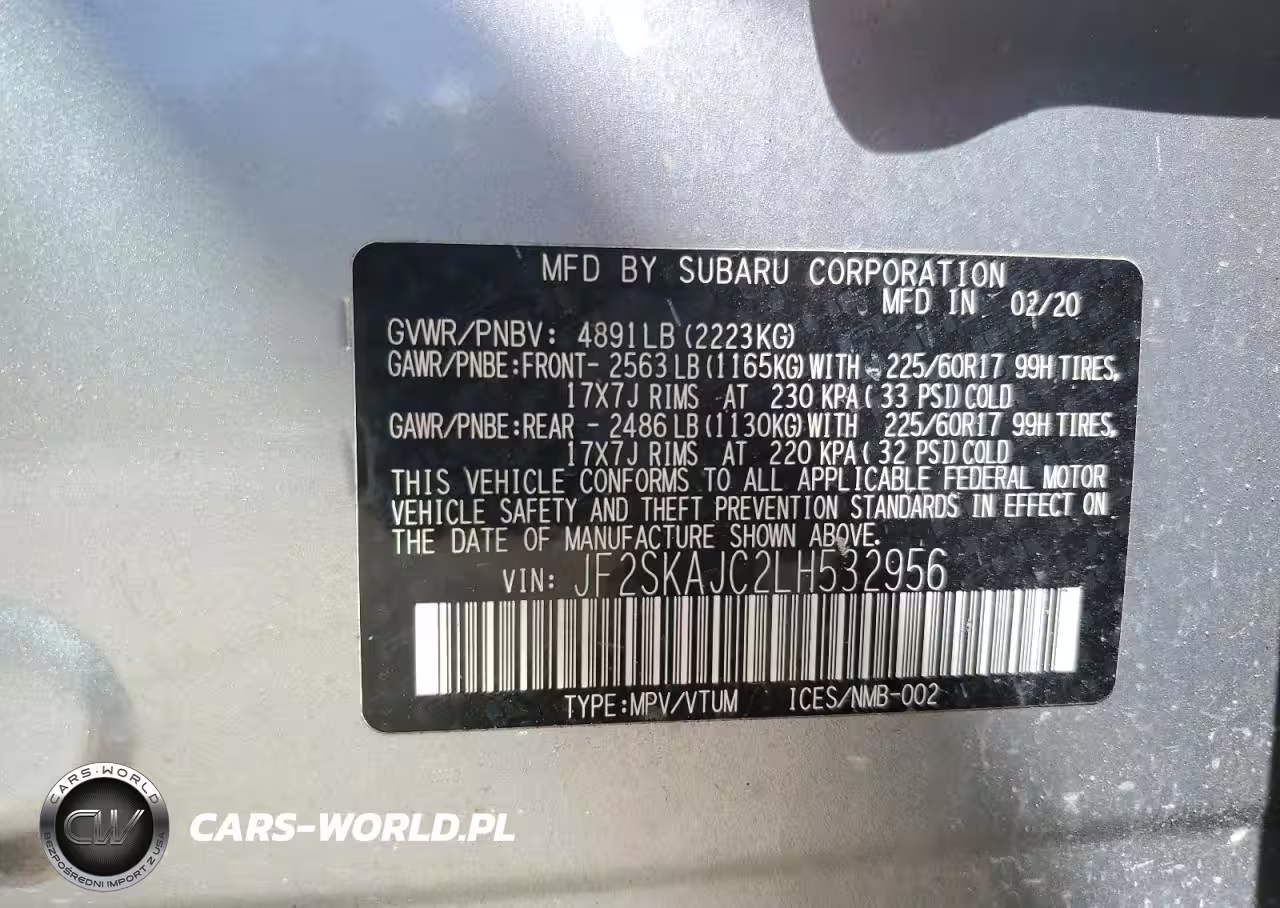 MFD BY SUBARU CORPORATION
MFD IN 02/20
GVWR/PNBV: 4891LB (2223KG)
GAWR/PNBE:FRONT- 2563 LB (1165KG) WITH 225/60R17 99H TIRES,
17X7J RIMS AT 230 KPA( 33 PSI) COLD
GAWR/PNBE:REAR - 2486 LB (1130KG) WITH 225/60R17 99H TIRES,
17X7J RIMS AT 220 KPA( 32 PSI) COLD
THIS VEHICLE CONFORMS TO ALL APPLICABLE FEDERAL MOTOR
VEHICLE SAFETY AND THEFT PREVENTION STANDARDS IN EFFECT ON
THE DATE OF MANUFACTURE SHOWN ABOVE.
VIN: JF2SKAJC2LH532956
TYPE:MPV/VTUM ICES/NMB-002
CARS-WORLD
CW
BEZPOŚREDNI IMPORT Z USA
CARS-WORLD.PL